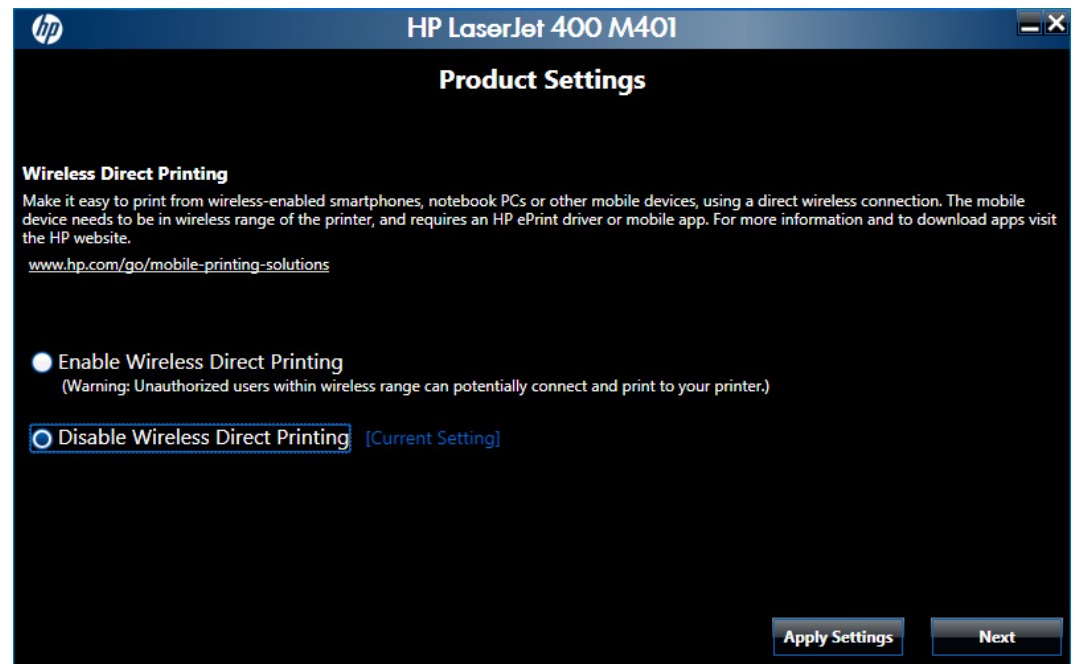 hp
HP LaserJet 400 M401
Product Settings
Wireless Direct Printing
Make it easy to print from wireless-enabled smartphones, notebook PCs or other mobile devices, using a direct wireless connection. The mobile
device needs to be in wireless range of the printer, and requires an HP ePrint driver or mobile app. For more information and to download apps visit
the HP website.
www.hp.com/go/mobile-printing-solutions
Enable Wireless Direct Printing
(Warning: Unauthorized users within wireless range can potentially connect and print to your printer.)
Disable Wireless Direct Printing [Current Setting]
Apply Settings Next